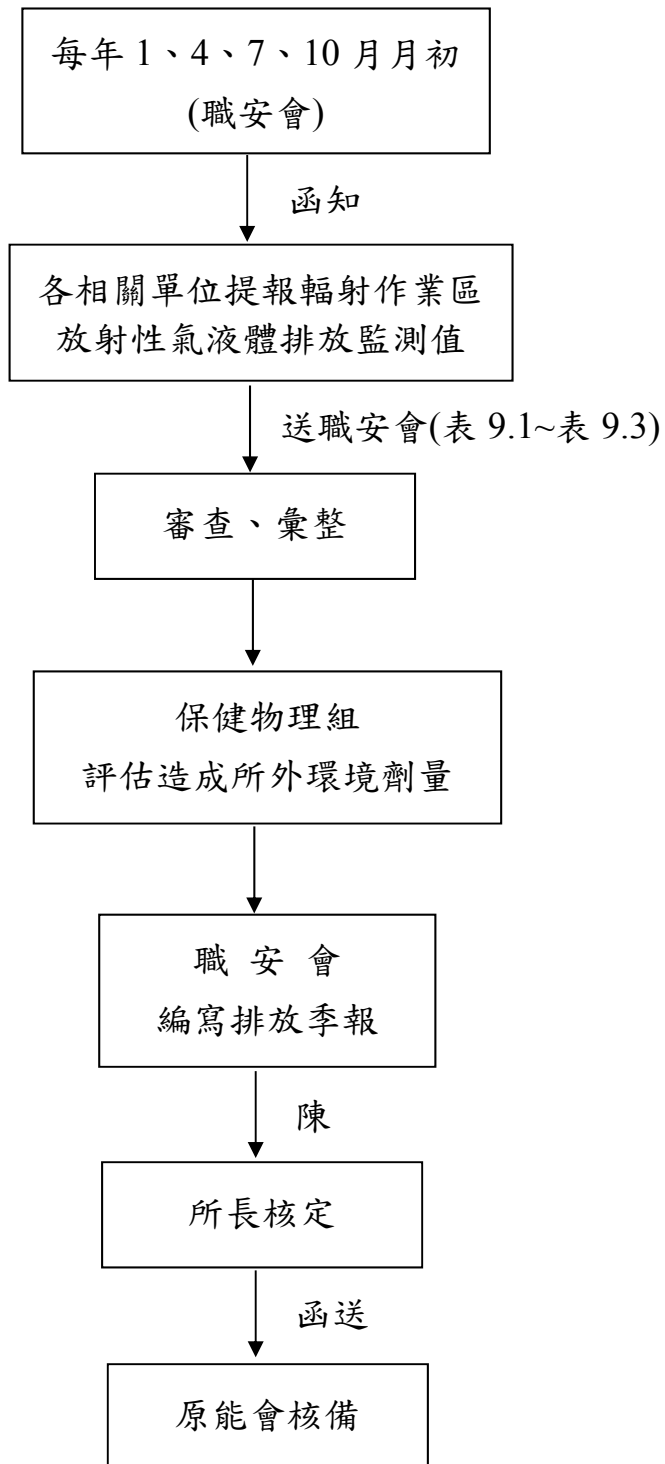 每年 1、4、7、10 月月初
(職安會)
函知
各相關單位提報輻射作業區
放射性氣液體排放監測值
送職安會(表 9.1~表 9.3)
審查、彙整
保健物理組
評估造成所外環境劑量
職 安 會
編寫排放季報
陳
所長核定
函送
原能會核備